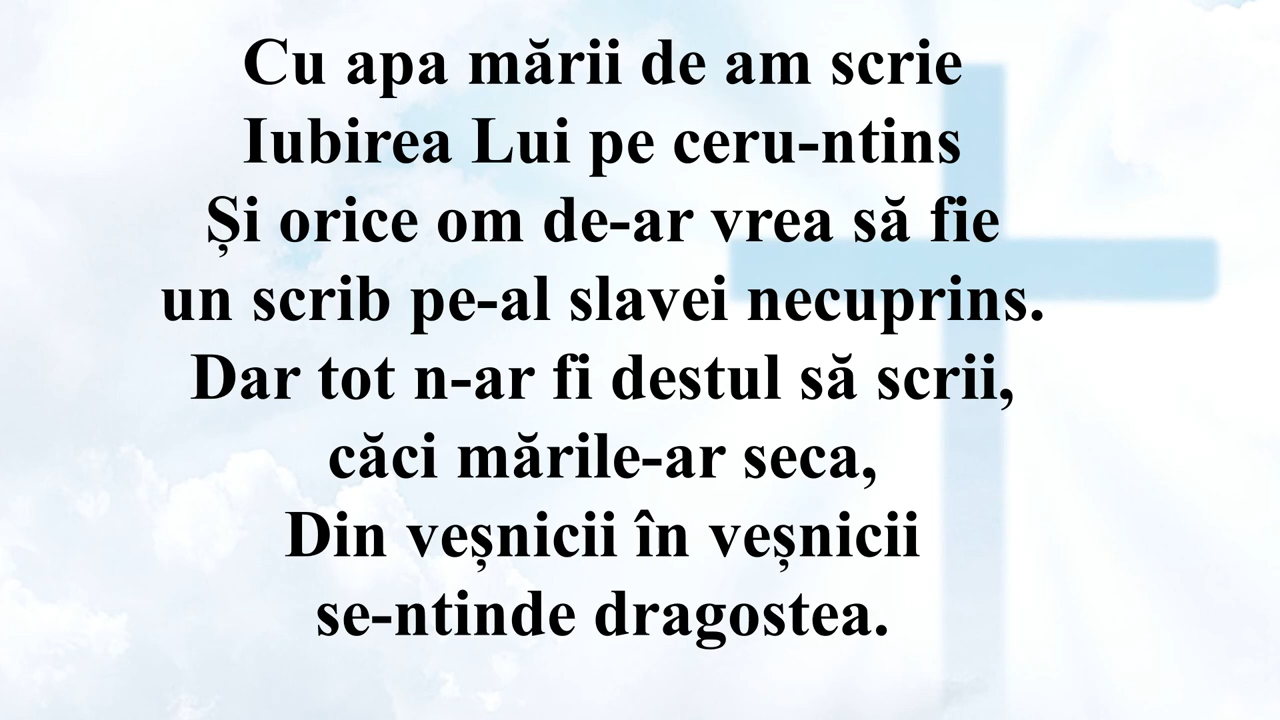 Cu apa mării de am scrie
Iubirea Lui pe ceru-ntins
Și orice om de-ar vrea să fie
un scrib pe-al slavei necuprins.
Dar tot n-ar fi destul să scrii,
căci mările-ar seca,
Din veșnicii în veșnicii
se-ntinde dragostea.